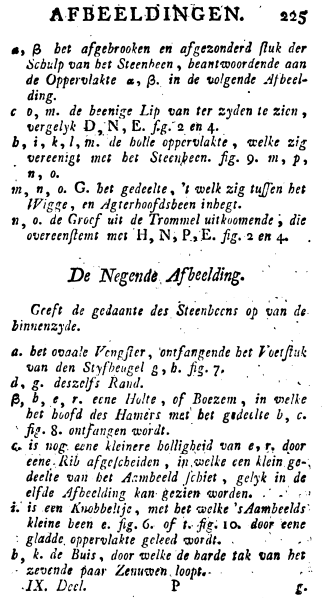 AFBEELDINGEN. 225
α, β het afgebrooken en afgezonderd stuk der
Schulp van het Steenbeen, beantwoordende aan
de Oppervlakte α, β. in de volgende Afbeel-
ding.
c o, m. de beenige Lip van ter zyden te zien,
vergelyk D, N, E. fig. 2 en 4.
b, i, k, l, m. de holle oppervlakte, welke zig
vereenigt met het Steenbeen. fig. 9. m, p,
n, o.
m, n, o. G. het gedeelte, 't welk zig tussen het
Wigge, en Agterhoofdsbeen inhegt.
n, o. de Groef uit de Trommel uitkoomende; die
overeenstemt met H, N, P, E. fig. 2 en 4.
De Negende Afbeelding.
Geeft de gedaante des Steenbeens op van de
binnenzyde.
a. het ovaale Vengster, ontfangende het Voetstuk
van den Styfbeugel g, h. fig. 7.
d, g. deszelfs Rand.
β, b, e, r. eene Holte, of Boezem, in welke
het hoofd des Hamers met het gedeelte b, c.
fig. 8. ontfangen wordt.
c. is nog eene kleinere holligheid van e, r. door
eene Rib afgescheiden, in welke een klein ge-
deelte van het Aambeeld schiet, gelyk in de
elfde Afbeelding kan gezien worden.
i. is een Knobbeltje, met het welke 's Aambeelds
kleine been e. fig. 6. of t. fig. 10. door eene
gladde oppervlakte geleed wordt.
b, k. de Buis, door welke de harde tak van het
zevende paar Zenuwen loopt.
IX. Deel. P g.